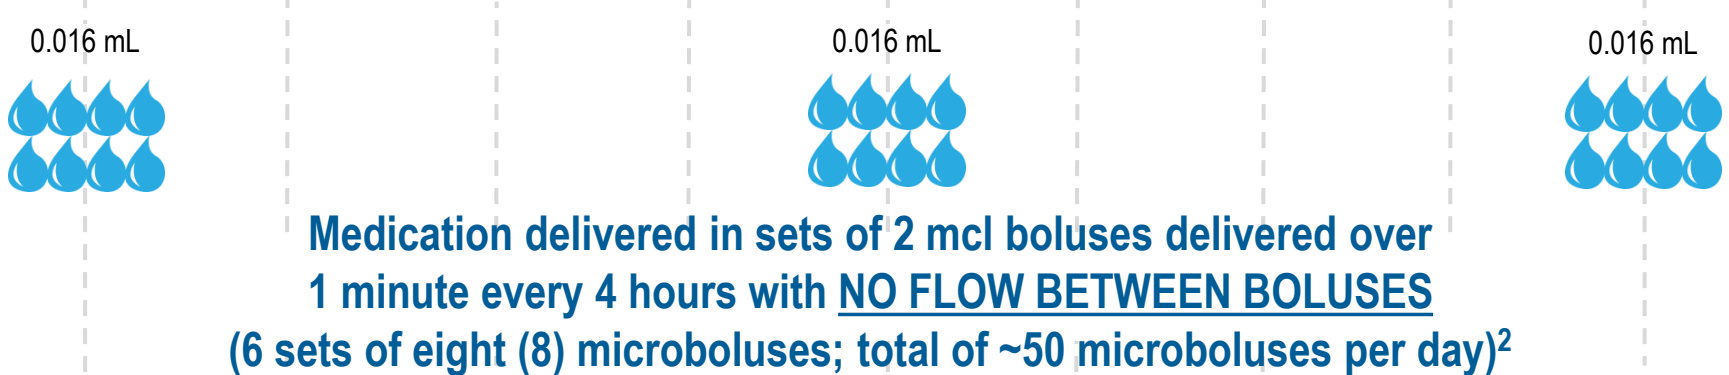 0.016 mL 0.016 mL 0.016 mL
Medication delivered in sets of 2 mcl boluses delivered over
1 minute every 4 hours with NO FLOW BETWEEN BOLUSES
(6 sets of eight (8) microboluses; total of ~50 microboluses per day)2